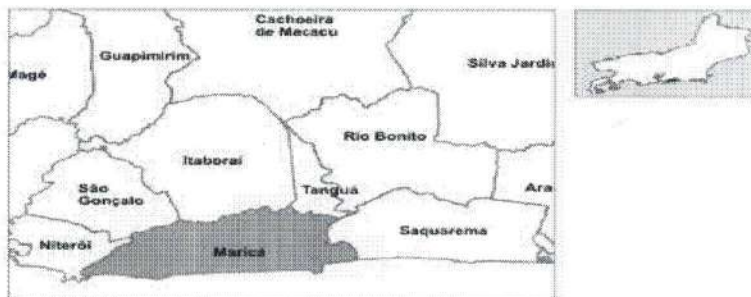 Cachoeira
de Macacu
Guapimirim
Magé
Silva Jardi
Rio Bonito
Itaboraí
São
Gonçalo
Tanguá
Ara
Saquarema
Niterói
Maricá